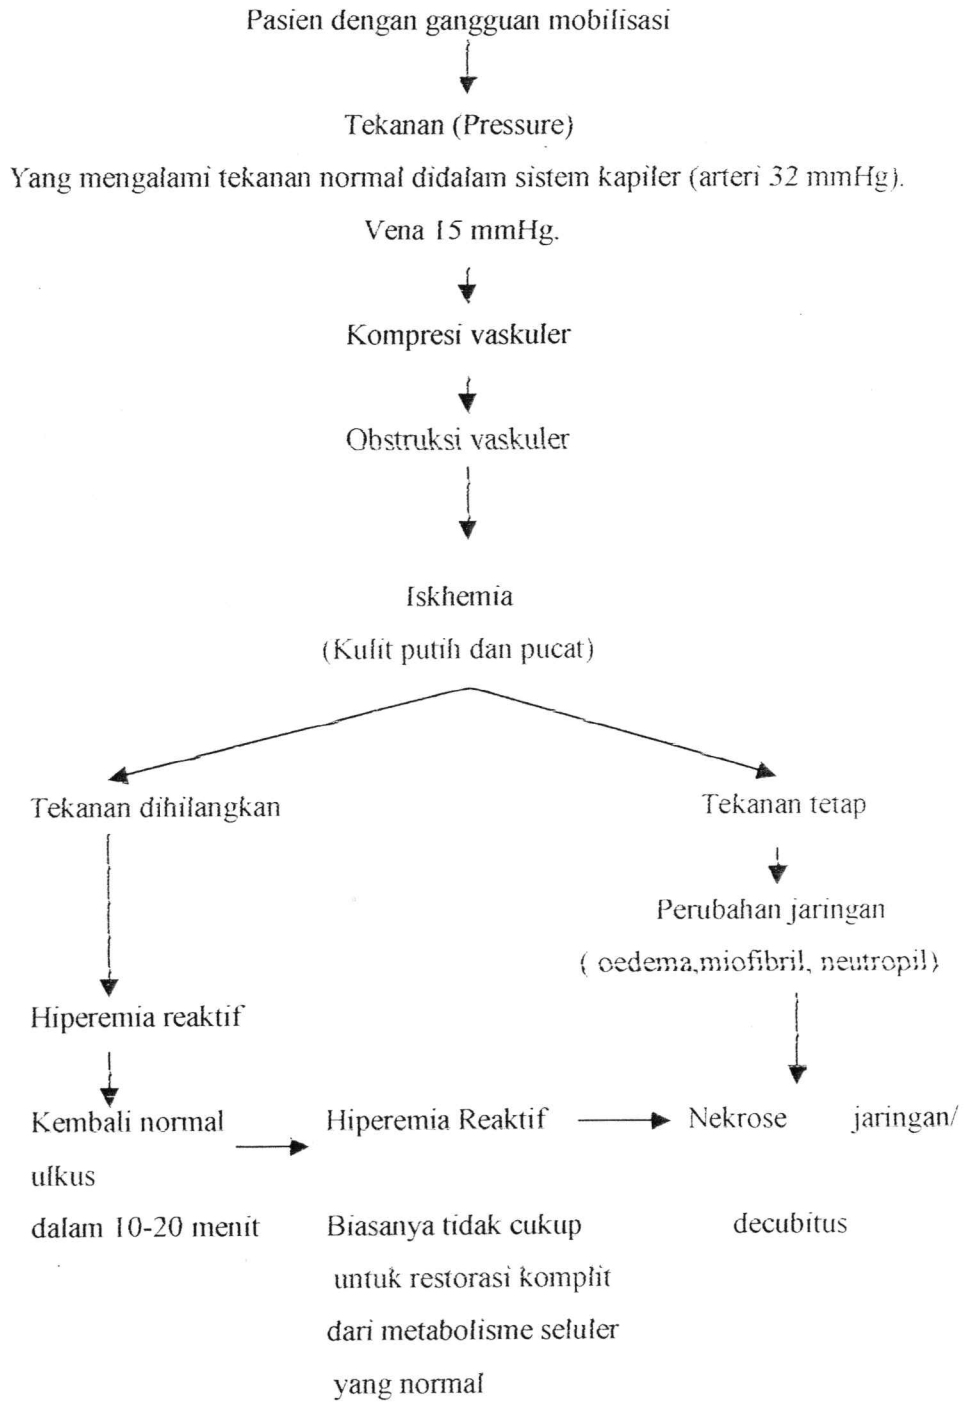 Pasien dengan gangguan mobilisasi
Tekanan (Pressure)
Yang mengalami tekanan normal didalam sistem kapiler (arteri 32 mmHg).
Vena 15 mmHg.
Kompresi vaskuler
Obstruksi vaskuler
Iskhemia
(Kulit putih dan pucat)
Tekanan dihilangkan
Tekanan tetap
Perubahan jaringan
( oedema,miofibril, neutropil)
Hiperemia reaktif
Kembali normal Hiperemia Reaktif Nekrose jaringan/
ulkus
dalam 10-20 menit Biasanya tidak cukup decubitus
untuk restorasi komplit
dari metabolisme seluler
yang normal